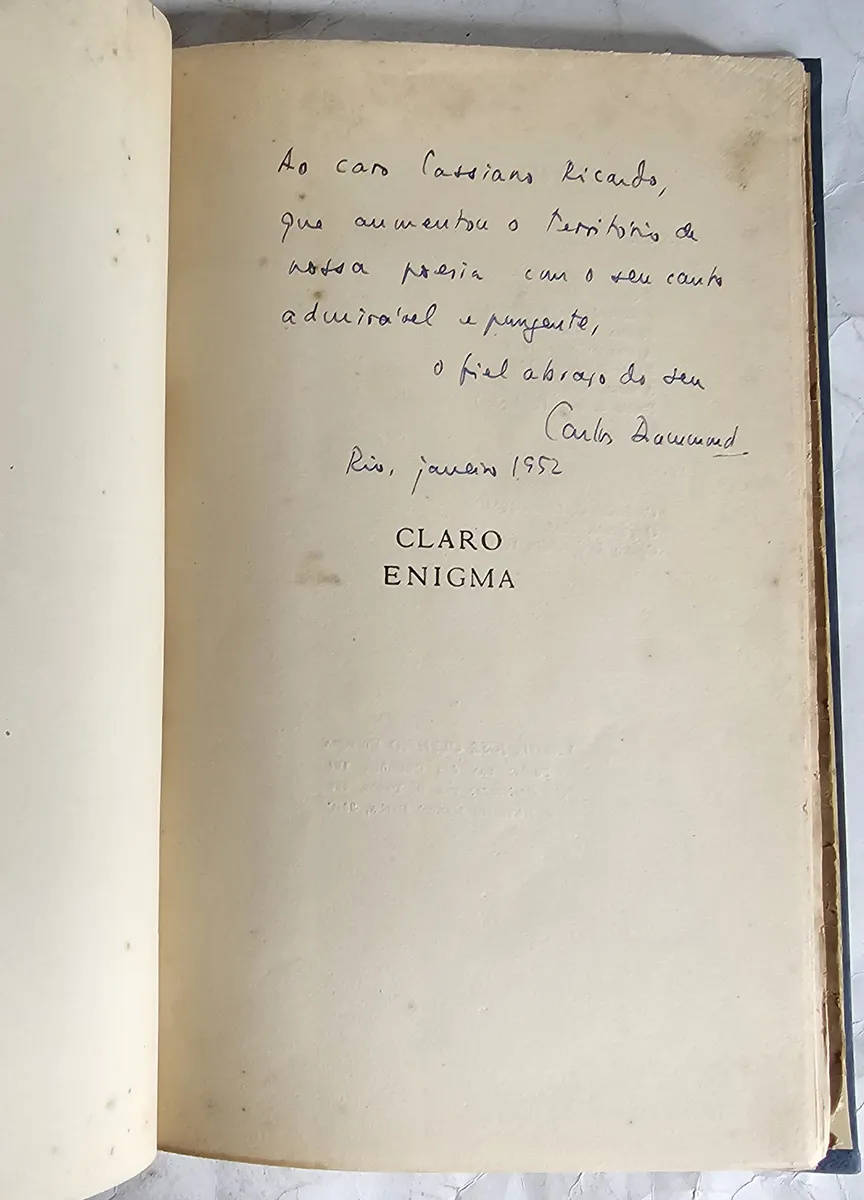 Ao caro Cassiano Ricardo,
que aumentou o território de
nossa poesia com o seu canto
admirável e pungente,
o fiel abraço do seu
Carlos Drummond
Rio, janeiro 1952
CLARO
ENIGMA